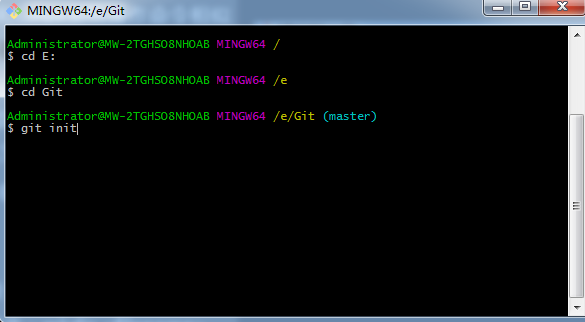 MINGW64:/e/Git
Administrator@MW-2TGHSO8NHOAB MINGW64 /
$ cd E:
Administrator@MW-2TGHSO8NHOAB MINGW64 /e
$ cd Git
Administrator@MW-2TGHSO8NHOAB MINGW64 /e/Git (master)
$ git init